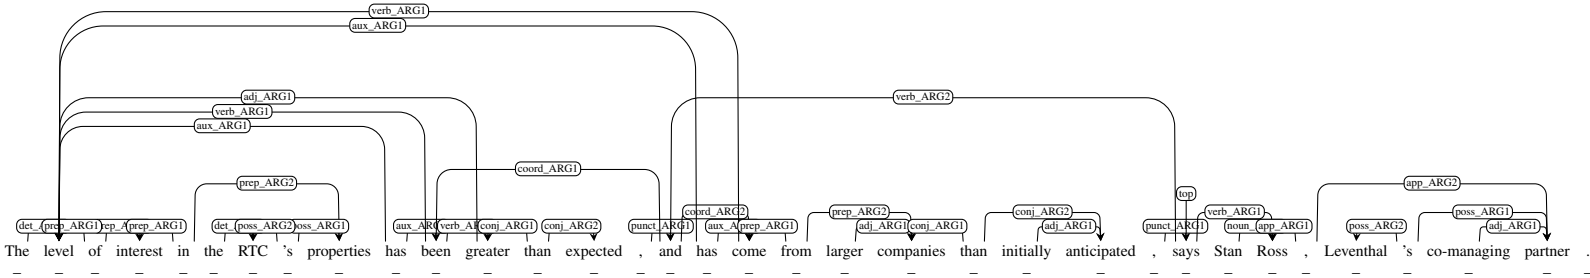 verb_ARG1
aux_ARG1
adj_ARG1
verb_ARG2
verb_ARG1
aux_ARG1
coord_ARG1
prep_ARG2 app_ARG2
top
coord_ARG2 prep_ARG2 conj_ARG2 verb_ARG1 poss_ARG1
prep_ARG1 prep_ARG1 poss_ARG2 conj_ARG1 conj_ARG2 punct_ARG1 prep_ARG1 adj_ARG1 conj_ARG1 adj_ARG1 punct_ARG1 app_ARG1 poss_ARG2 adj_ARG1
The level of interest in the RTC 's properties has been greater than expected , and has come from larger companies than initially anticipated , says Stan Ross , Leventhal 's co-managing partner .
_ _ _ _ _ _ _ _ _ _ _ _ _ _ _ _ _ _ _ _ _ _ _ _ _ _ _ _ _ _ _ _ _ _